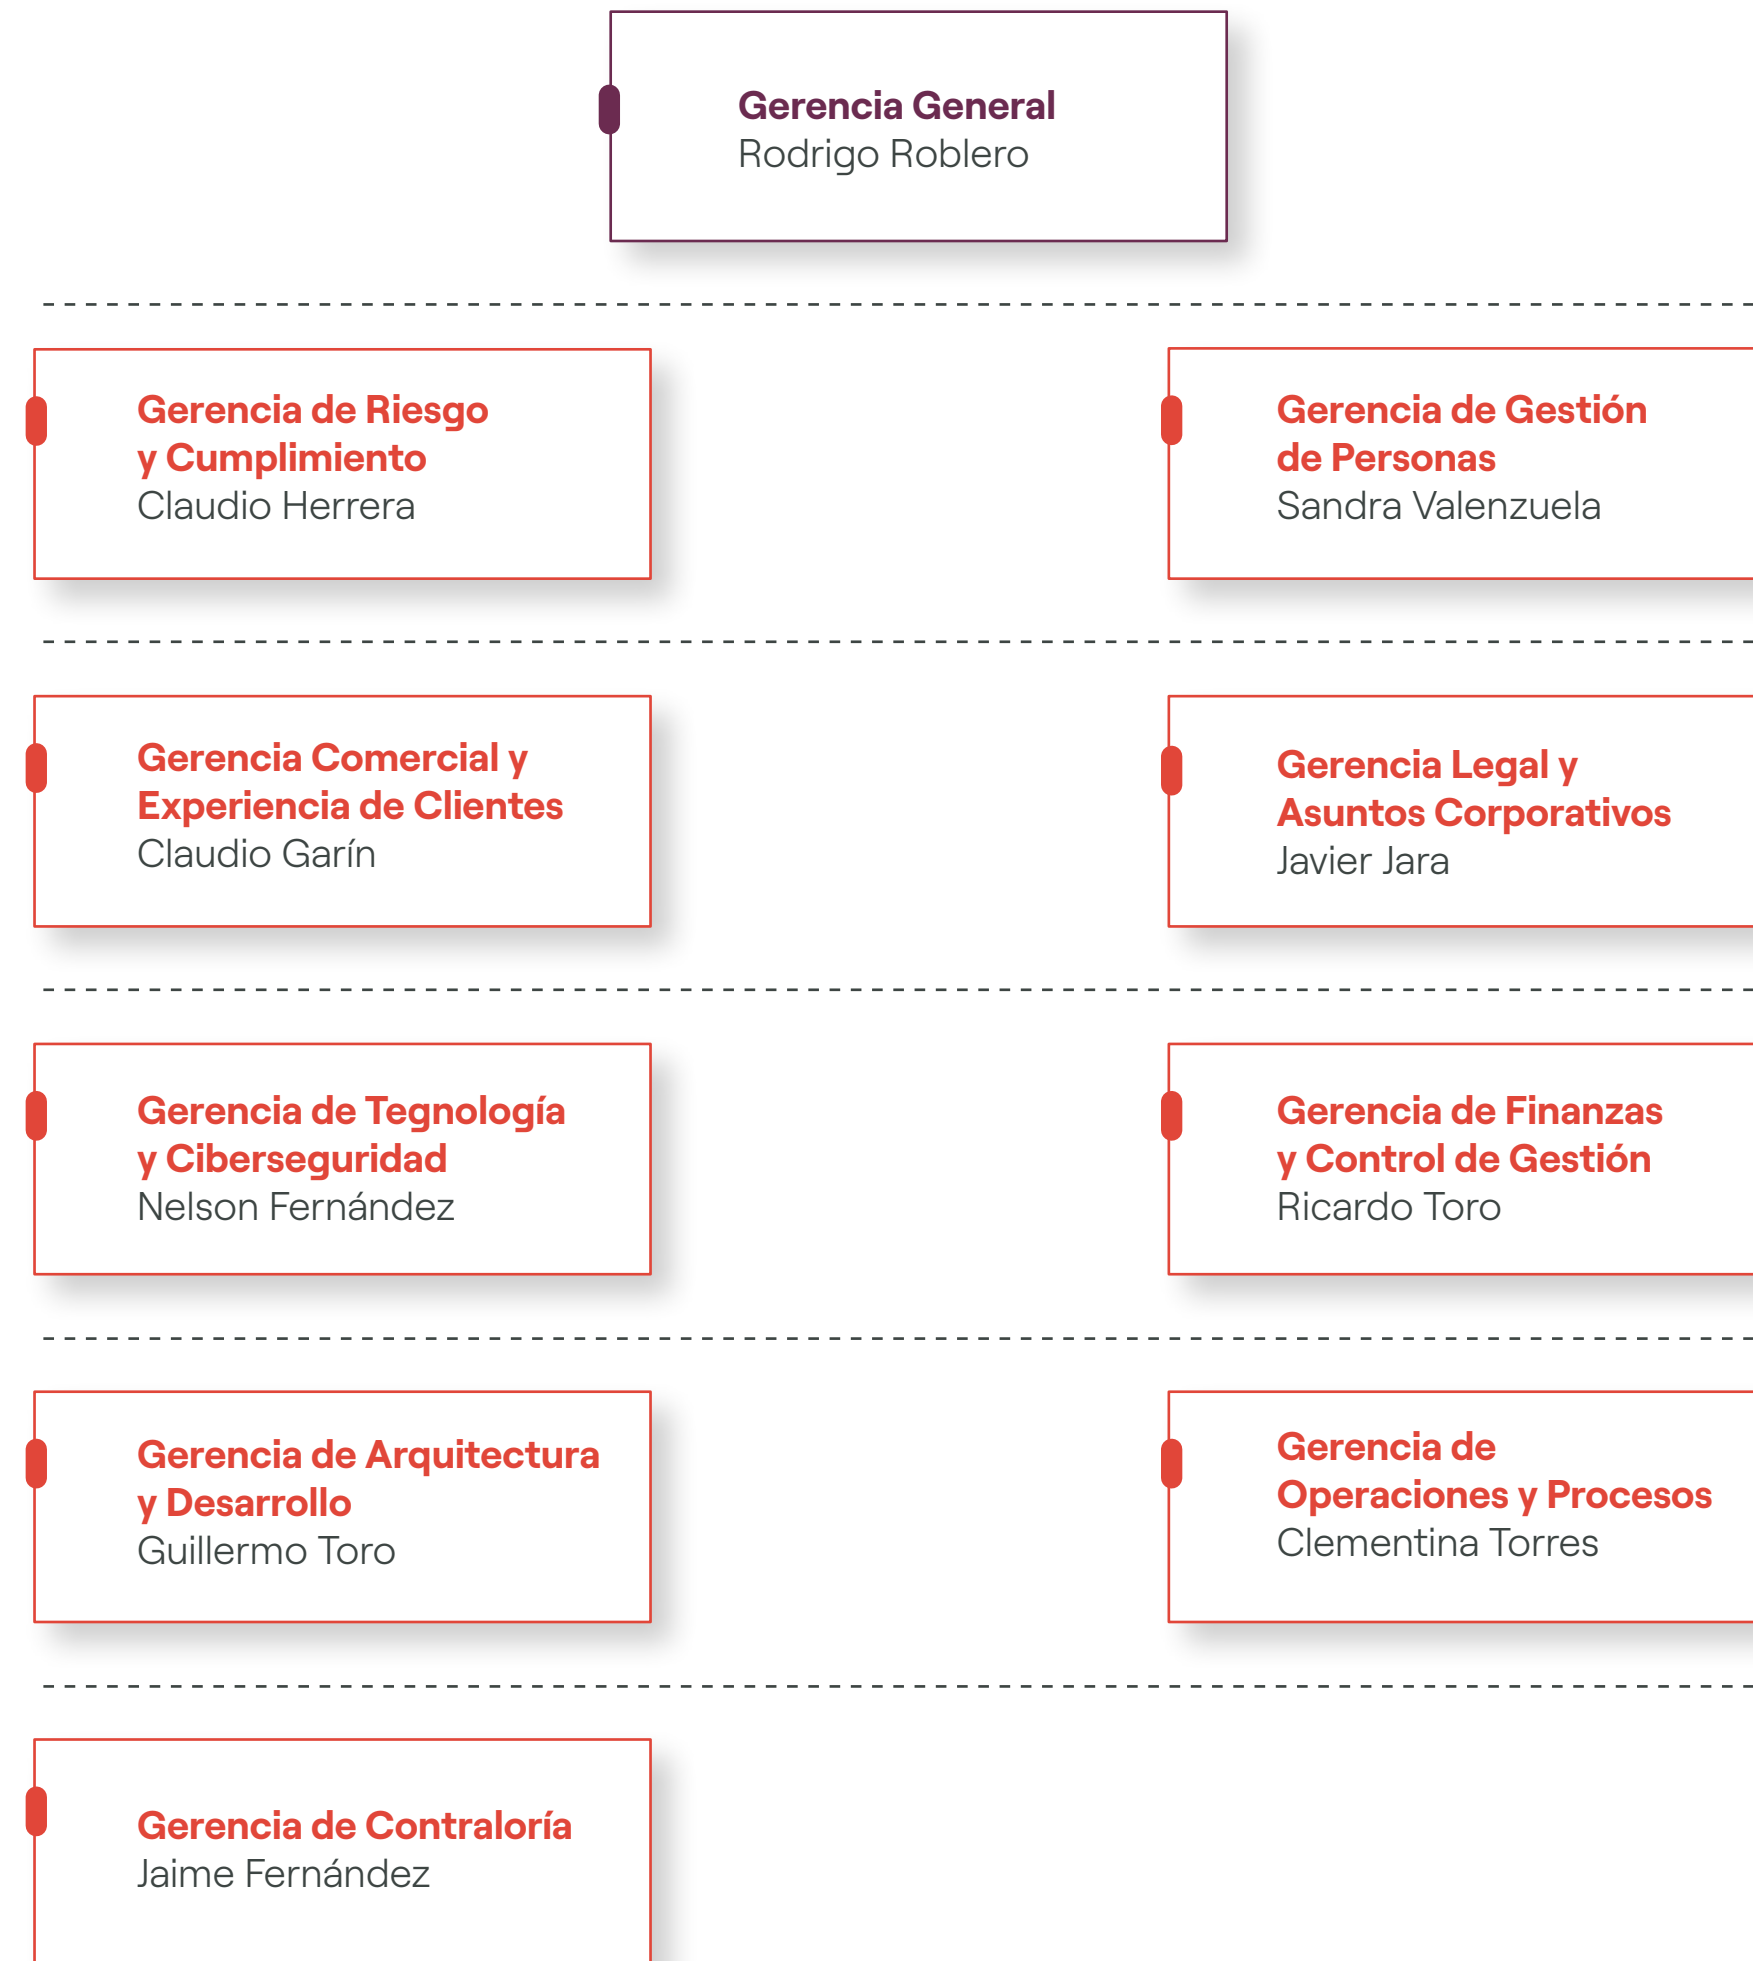 Gerencia General
Rodrigo Roblero
Gerencia de Riesgo
y Cumplimiento
Claudio Herrera
Gerencia de Gestión
de Personas
Sandra Valenzuela
Gerencia Comercial y
Experiencia de Clientes
Claudio Garín
Gerencia Legal y
Asuntos Corporativos
Javier Jara
Gerencia de Tegnología
y Ciberseguridad
Nelson Fernández
Gerencia de Finanzas
y Control de Gestión
Ricardo Toro
Gerencia de Arquitectura
y Desarrollo
Guillermo Toro
Gerencia de
Operaciones y Procesos
Clementina Torres
Gerencia de Contraloría
Jaime Fernández